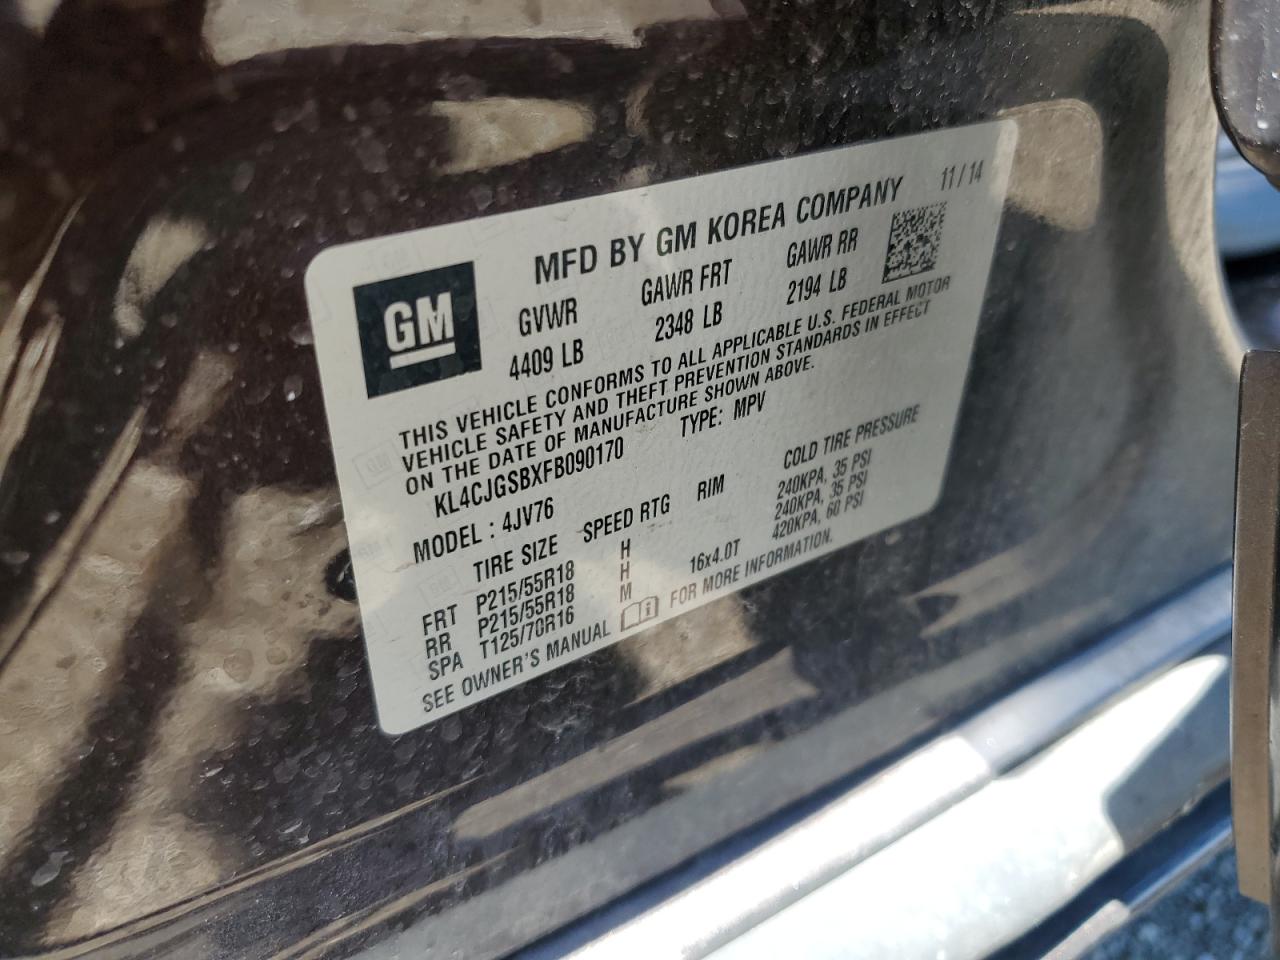 GM
MFD BY GM KOREA COMPANY 11/14
GVWR GAWR FRT GAWR RR
4409 LB 2348 LB 2194 LB
THIS VEHICLE CONFORMS TO ALL APPLICABLE U.S. FEDERAL MOTOR
VEHICLE SAFETY AND THEFT PREVENTION STANDARDS IN EFFECT
ON THE DATE OF MANUFACTURE SHOWN ABOVE.
KL4CJGSBXFB090170 TYPE: MPV
MODEL : 4JV76
TIRE SIZE SPEED RTG RIM COLD TIRE PRESSURE
FRT P215/55R18 H 240KPA, 35 PSI
RR P215/55R18 H 240KPA, 35 PSI
SPA T125/70R16 M 16x4.0T 420KPA, 60 PSI
SEE OWNER'S MANUAL FOR MORE INFORMATION.